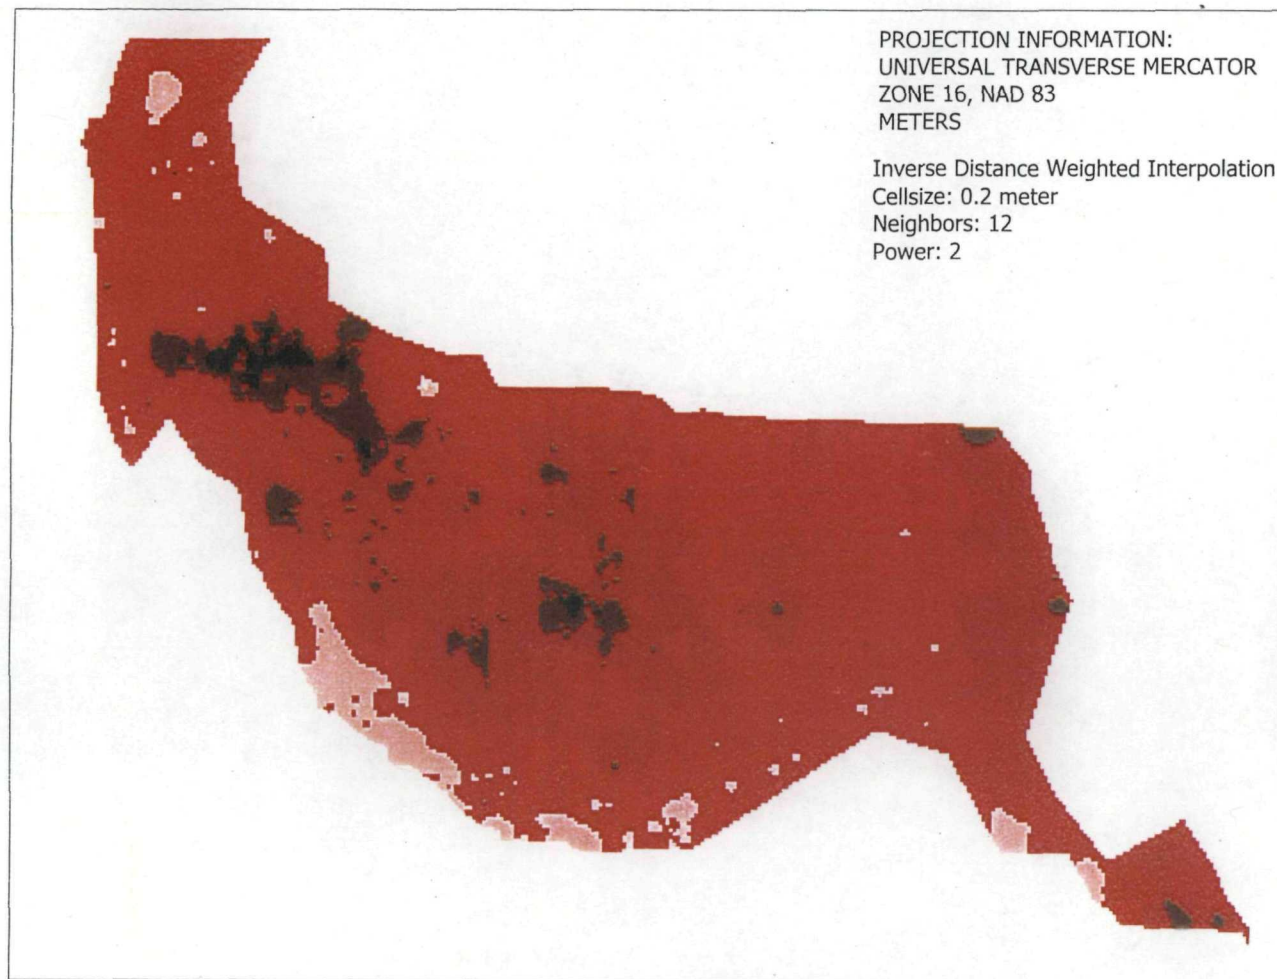 PROJECTION INFORMATION:
UNIVERSAL TRANSVERSE MERCATOR
ZONE 16, NAD 83
METERS
Inverse Distance Weighted Interpolation
Cellsize: 0.2 meter
Neighbors: 12
Power: 2